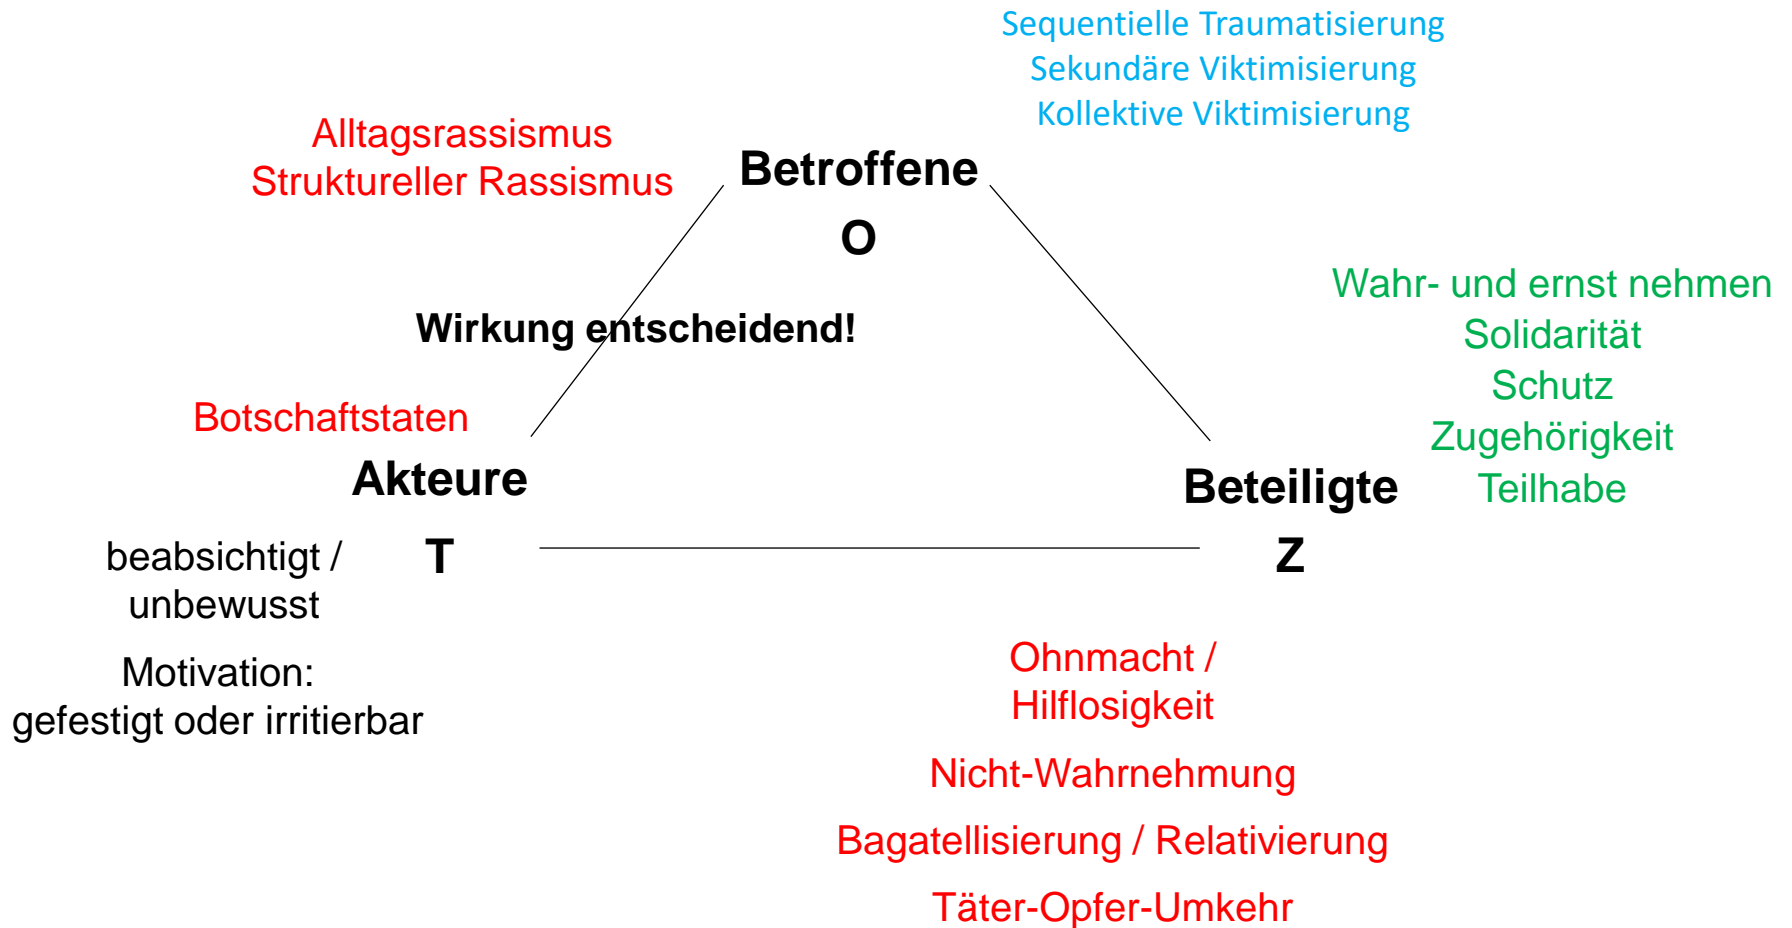 Sequentielle Traumatisierung
Sekundäre Viktimisierung
Kollektive Viktimisierung
Alltagsrassismus
Struktureller Rassismus
Betroffene
O
Wirkung entscheidend!
Wahr- und ernst nehmen
Solidarität
Schutz
Zugehörigkeit
Teilhabe
Botschaftstaten
Akteure
T
Beteiligte
Z
beabsichtigt /
unbewusst
Motivation:
gefestigt oder irritierbar
Ohnmacht /
Hilflosigkeit
Nicht-Wahrnehmung
Bagatellisierung / Relativierung
Täter-Opfer-Umkehr